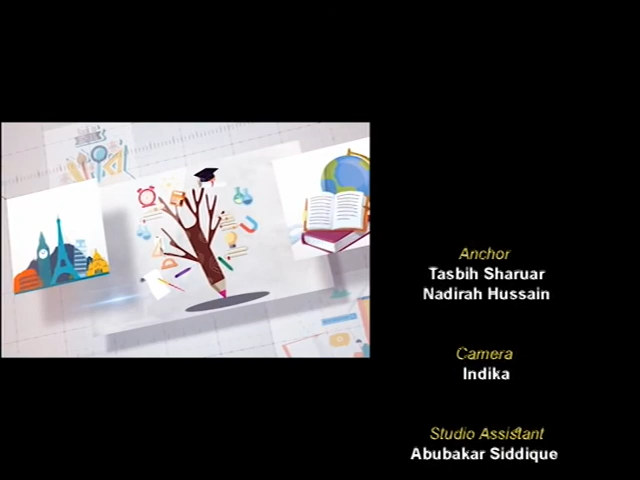 Anchor
Tasbih Sharuar
Nadirah Hussain
Camera
Indika
Studio Assistant
Abubakar Siddique